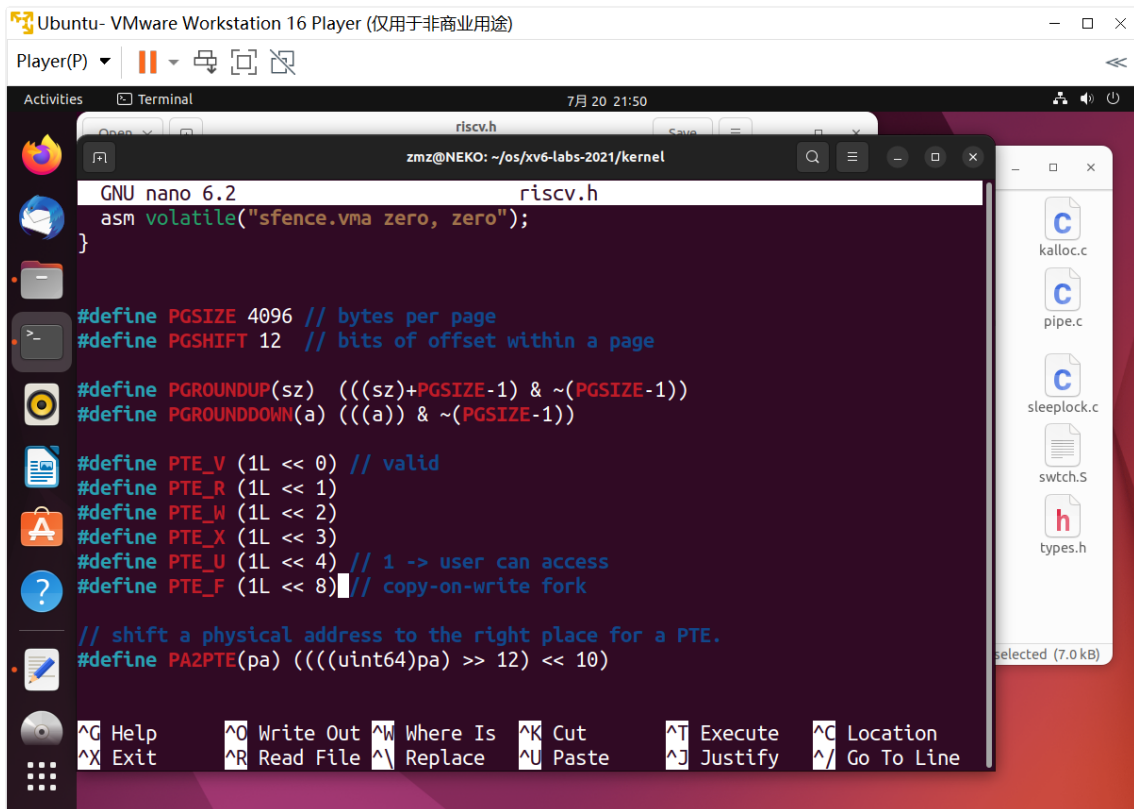 Ubuntu- VMware Workstation 16 Player (仅用于非商业用途)
Player(P)
Activities
Terminal
7月 20 21:50
Open
riscv.h
Save
zmz@NEKO: ~/os/xv6-labs-2021/kernel
GNU nano 6.2 riscv.h
asm volatile("sfence.vma zero, zero");
}
#define PGSIZE 4096 // bytes per page
#define PGSHIFT 12 // bits of offset within a page
#define PGROUNDUP(sz) (((sz)+PGSIZE-1) & ~(PGSIZE-1))
#define PGROUNDDOWN(a) (((a)) & ~(PGSIZE-1))
#define PTE_V (1L << 0) // valid
#define PTE_R (1L << 1)
#define PTE_W (1L << 2)
#define PTE_X (1L << 3)
#define PTE_U (1L << 4) // 1 -> user can access
#define PTE_F (1L << 8) // copy-on-write fork
// shift a physical address to the right place for a PTE.
#define PA2PTE(pa) ((((uint64)pa) >> 12) << 10)
^G Help ^O Write Out ^W Where Is ^K Cut ^T Execute ^C Location
^X Exit ^R Read File ^\ Replace ^U Paste ^J Justify ^/ Go To Line
kalloc.c
pipe.c
sleeplock.c
swtch.S
types.h
selected (7.0 kB)